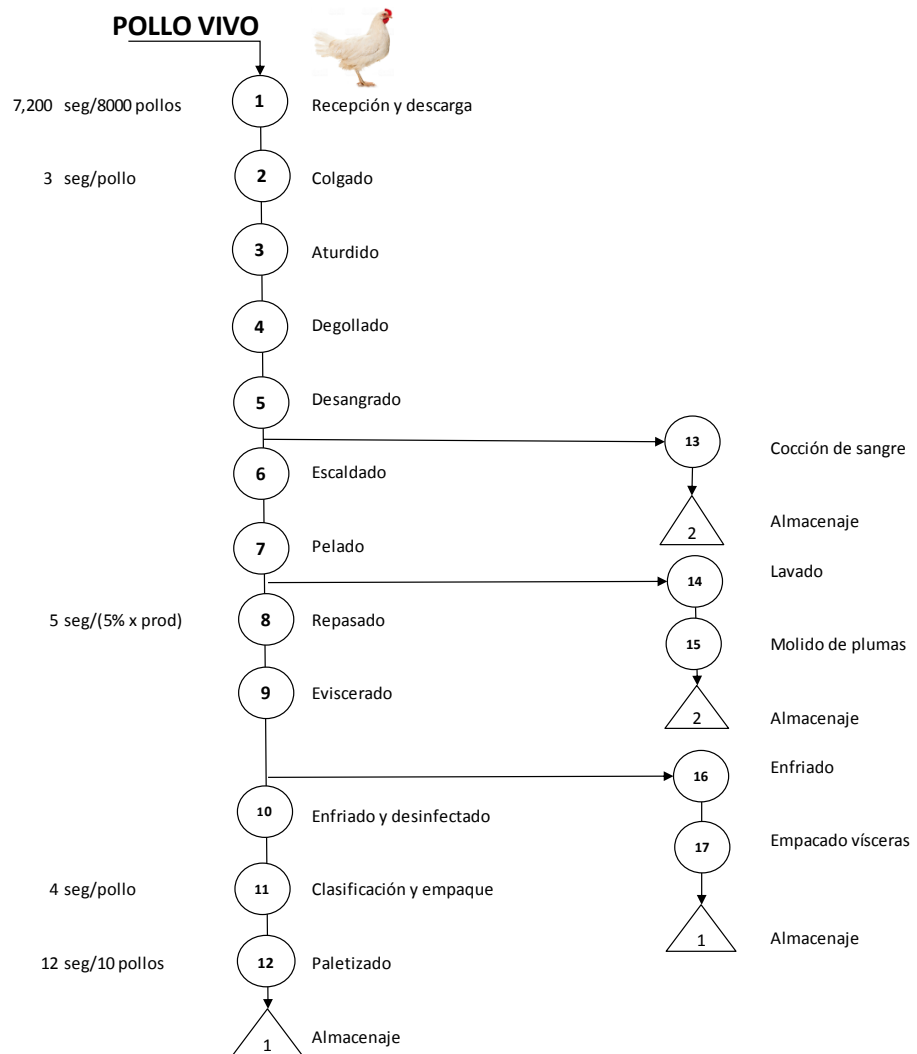 POLLO VIVO
7,200 seg/8000 pollos 1 Recepción y descarga
3 seg/pollo 2 Colgado
3 Aturdido
4 Degollado
5 Desangrado
13 Cocción de sangre
6 Escaldado
2 Almacenaje
7 Pelado
14 Lavado
5 seg/(5% x prod) 8 Repasado
15 Molido de plumas
9 Eviscerado
2 Almacenaje
16 Enfriado
10 Enfriado y desinfectado
17 Empacado vísceras
4 seg/pollo 11 Clasificación y empaque
1 Almacenaje
12 seg/10 pollos 12 Paletizado
1 Almacenaje